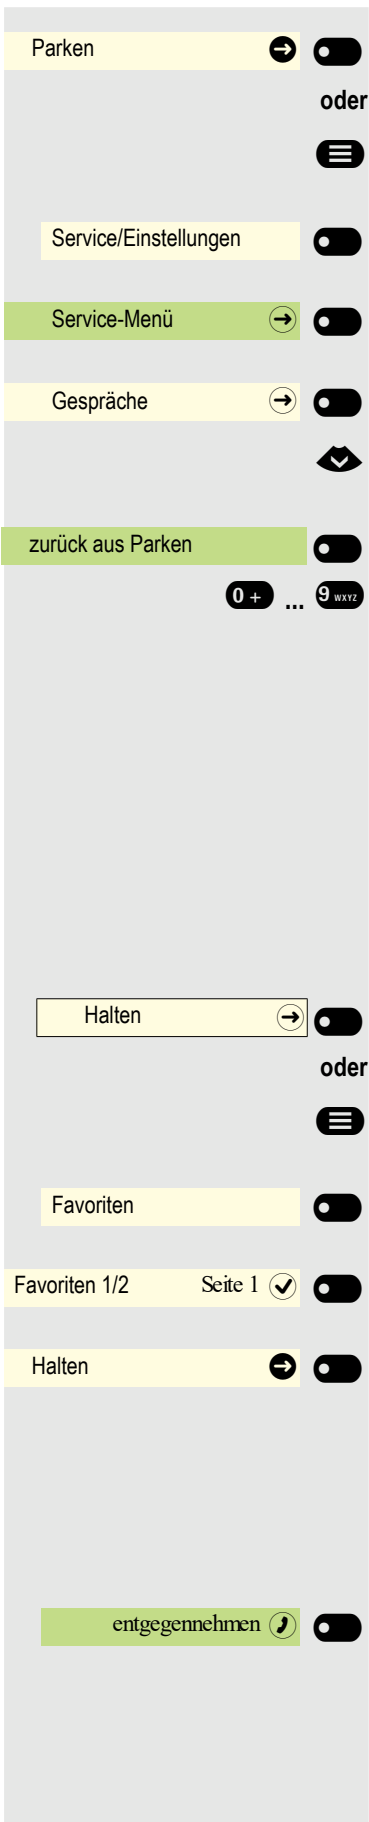 Parken
oder
Service/Einstellungen
Service-Menü
Gespräche
zurück aus Parken
0 + ... 9 WXYZ
Halten
oder
Favoriten
Favoriten 1/2 Seite 1
Halten
entgegennehmen